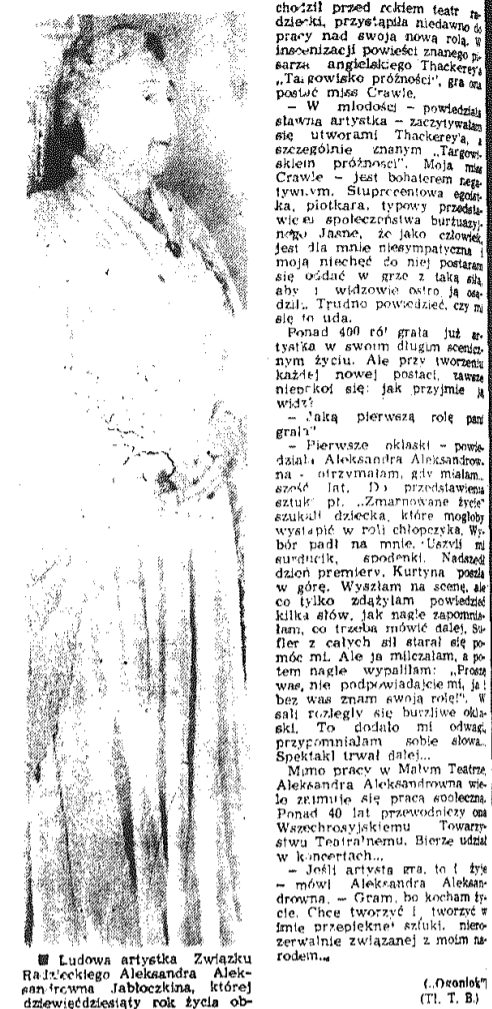 chodził przed rokiem teatr ra-
dziecki, przystąpiła niedawno do
pracy nad swoją nową rolą. W
inscenizacji powieści znanego pi-
sarza angielskiego Thackerey'a
„Targowisko próżności", gra ona
postać miss Crawle.
– W młodości – powiedziała
sławna artystka – zaczytywałam
się utworami Thackerey'a, a
szczególnie znanym „Targowi-
skiem próżności". Moja miss
Crawle – jest bohaterem nega-
tywnym. Stuprocentowa egoist-
ka, plotkara, typowy przedsta-
wiciel społeczeństwa burżuazyj-
nego. Jasne, że jako człowiek,
jest dla mnie niesympatyczna i
moją niechęć do niej postaram
się oddać w grze z taką siłą,
aby i widzowie ostro ją osą-
dzili. Trudno powiedzieć, czy mi
się to uda.
Ponad 400 ról grała już ar-
tystka w swoim długim scenicz-
nym życiu. Ale przy tworzeniu
każdej nowej postaci, zawsze
niepokoi się: jak przyjmie ją
widz?
– Jaką pierwszą rolę pani
grała?
– Pierwsze oklaski – powie-
działa Aleksandra Aleksandrow-
na – otrzymałam, gdy miałam..
sześć lat. Do przedstawienia
sztuki pt. „Zmarnowane życie"
szukali dziecka, które mogłoby
wystąpić w roli chłopczyka. Wy-
bór padł na mnie. Uszyli mi
surducik, spodenki. Nadszedł
dzień premiery. Kurtyna poszła
w górę. Wyszłam na scenę, ale
co tylko zdążyłam powiedzieć
kilka słów, jak nagle zapomnia-
łam, co trzeba mówić dalej. Su-
fler z całych sił starał się po-
móc mi. Ale ja milczałam, a po-
tem nagle wypaliłam: „Proszę
was, nie podpowiadajcie mi, ja i
bez was znam swoją rolę!". W
sali rozległy się burzliwe okla-
ski. To dodało mi odwagi,
przypomniałam sobie słowa..
Spektakl trwał dalej...
Mimo pracy w Małym Teatrze,
Aleksandra Aleksandrowna wie-
le zajmuje się pracą społeczną.
Ponad 40 lat przewodniczy ona
Wszechrosyjskiemu Towarzy-
stwu Teatralnemu. Bierze udział
w koncertach...
– Jeśli artysta gra, to i żyje
– mówi Aleksandra Aleksan-
drowna. – Gram, bo kocham ży-
cie. Chcę tworzyć i tworzyć w
imię przepięknej sztuki, niero-
zerwalnie związanej z moim na-
rodem...
(„Ogoniok")
(Tł. T. B.)
■ Ludowa artystka Związku
Radzieckiego Aleksandra Alek-
sandrowna Jabłoczkina, której
dziewięćdziesiąty rok życia ob-